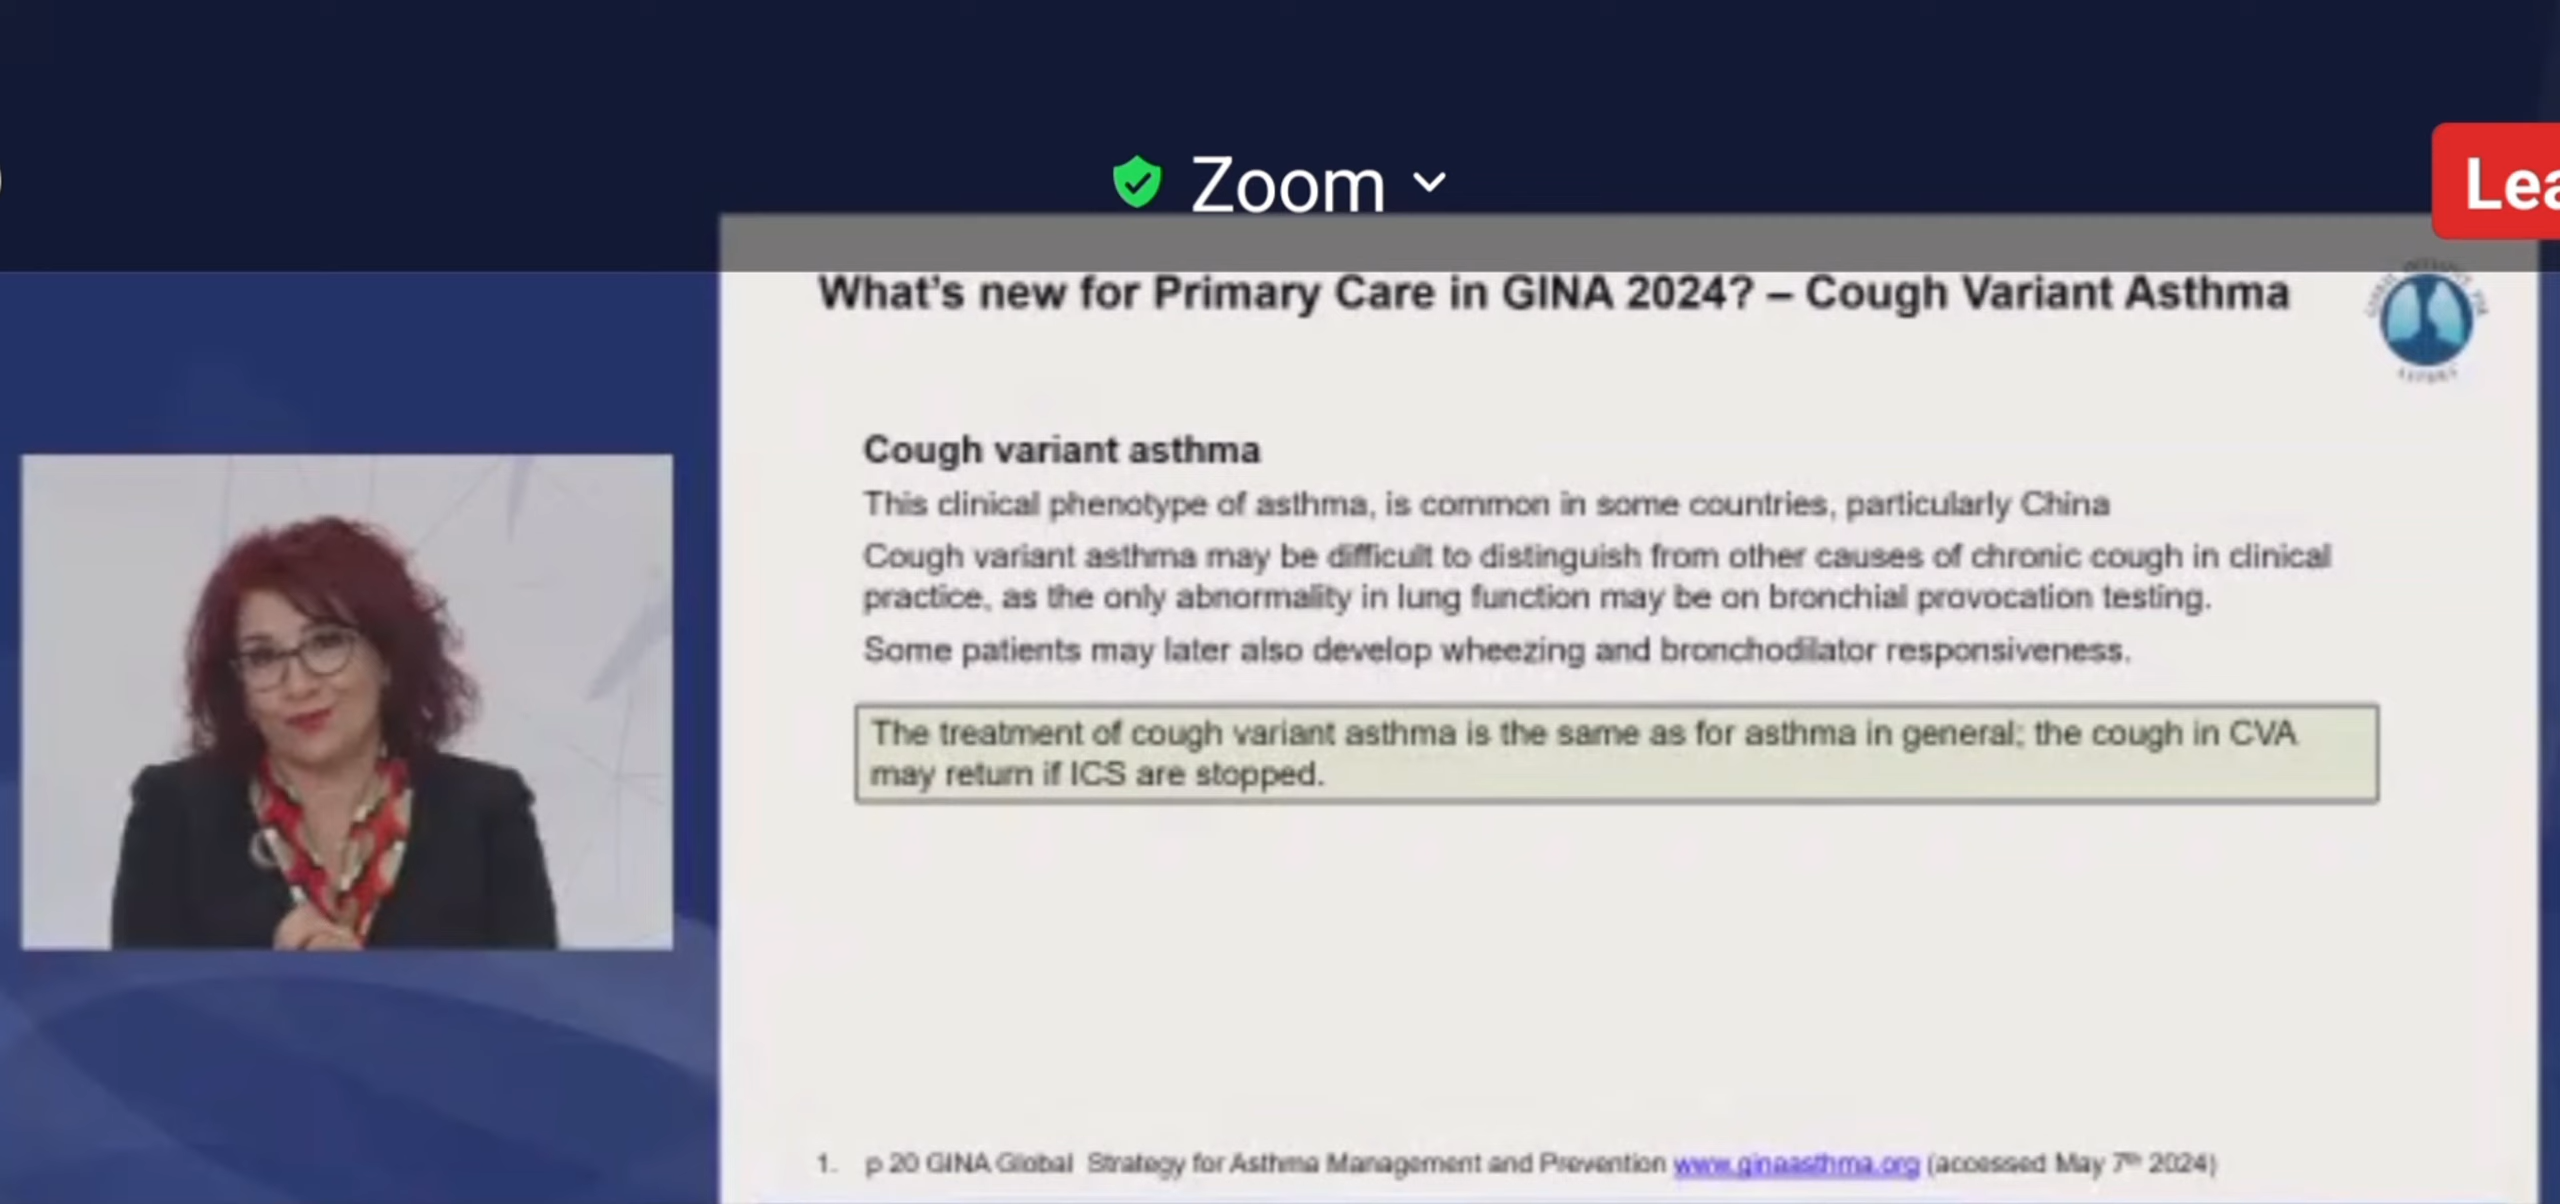 Zoom
Lea
What's new for Primary Care in GINA 2024? – Cough Variant Asthma
ASTHMA
Cough variant asthma
This clinical phenotype of asthma, is common in some countries, particularly China
Cough variant asthma may be difficult to distinguish from other causes of chronic cough in clinical
practice, as the only abnormality in lung function may be on bronchial provocation testing.
Some patients may later also develop wheezing and bronchodilator responsiveness.
The treatment of cough variant asthma is the same as for asthma in general; the cough in CVA
may return if ICS are stopped.
1. p 20 GINA Global Strategy for Asthma Management and Prevention www.ginaasthma.org (accessed May 7th 2024)